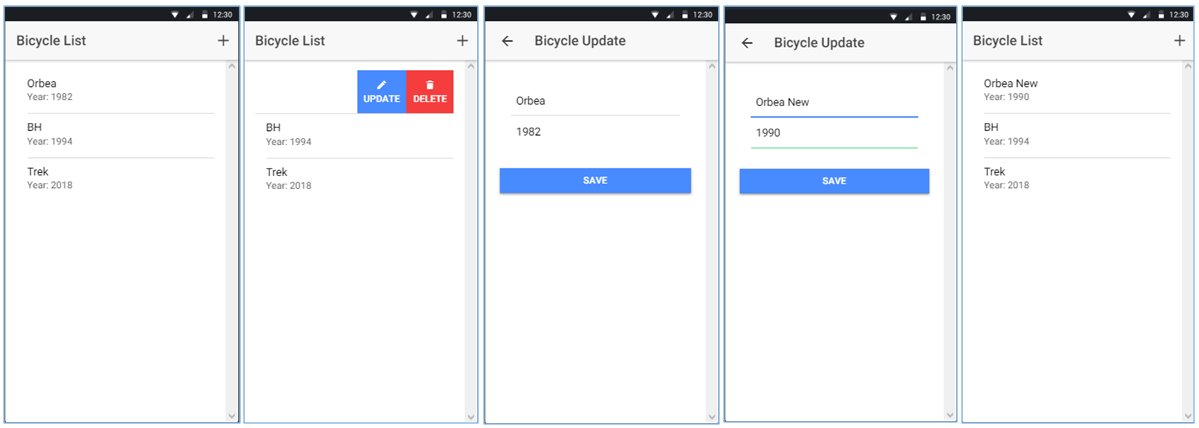 12:30
Bicycle List +
Orbea
Year: 1982
BH
Year: 1994
Trek
Year: 2018
12:30
Bicycle List +
UPDATE DELETE
BH
Year: 1994
Trek
Year: 2018
12:30
← Bicycle Update
Orbea
1982
SAVE
12:30
← Bicycle Update
Orbea New
1990
SAVE
12:30
Bicycle List +
Orbea New
Year: 1990
BH
Year: 1994
Trek
Year: 2018